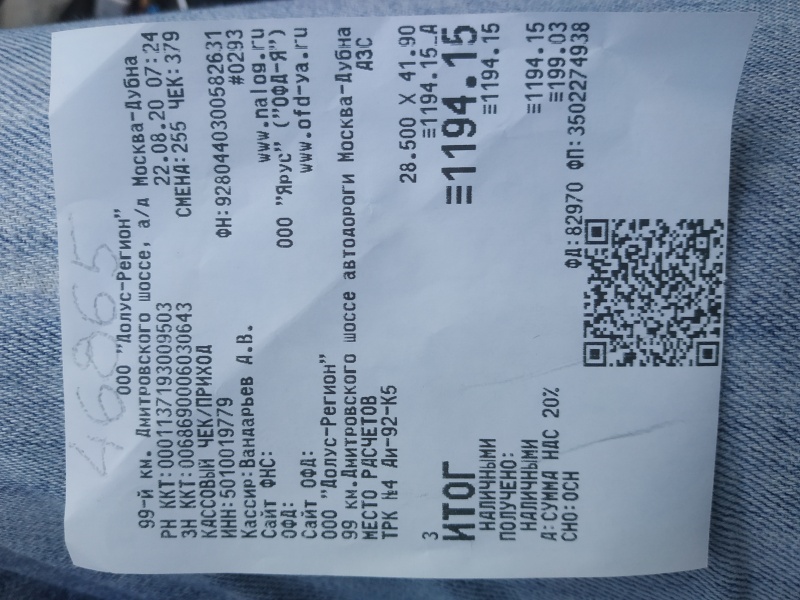 46965
ООО "Долус-Регион"
99-й км. Дмитровского шоссе, а/д Москва-Дубна
РН ККТ:0001137193009503 22.08.20 07:24
ЗН ККТ:00686900060306​43 СМЕНА:255 ЧЕК:379
КАССОВЫЙ ЧЕК/ПРИХОД
ИНН:5010019779 ФН:9280440300582631
Кассир:Вандарьев Д.В. #0293
Сайт ФНС: www.nalog.ru
ОФД: ООО "Ярус" ("ОФД-Я")
Сайт ОФД: www.ofd-ya.ru
ООО "Долус-Регион"
99 км.Дмитровского шоссе автодороги Москва-Дубна
МЕСТО РАСЧЕТОВ АЗС
ТРК №4 Аи-92-К5
28.500 X 41.90
3 ≡1194.15_А
ИТОГ ≡1194.15
НАЛИЧНЫМИ ≡1194.15
ПОЛУЧЕНО:
НАЛИЧНЫМИ ≡1194.15
А:СУММА НДС 20% ≡199.03
СНО:ОСН ФД:82970 ФП:3502274938